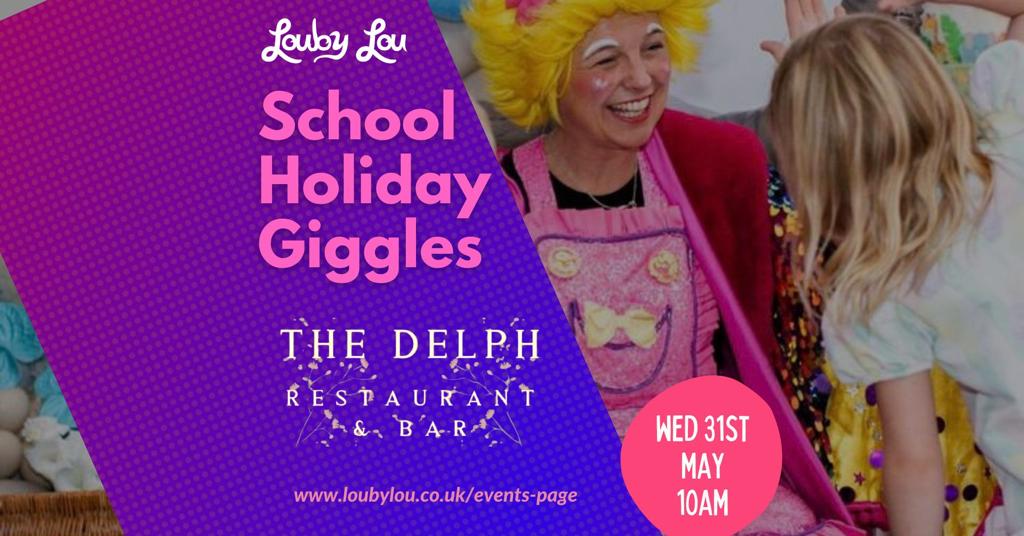 Louby Lou
School
Holiday
Giggles
THE DELPH
RESTAURANT
& BAR
www.loubylou.co.uk/events-page
WED 31ST
MAY
10AM